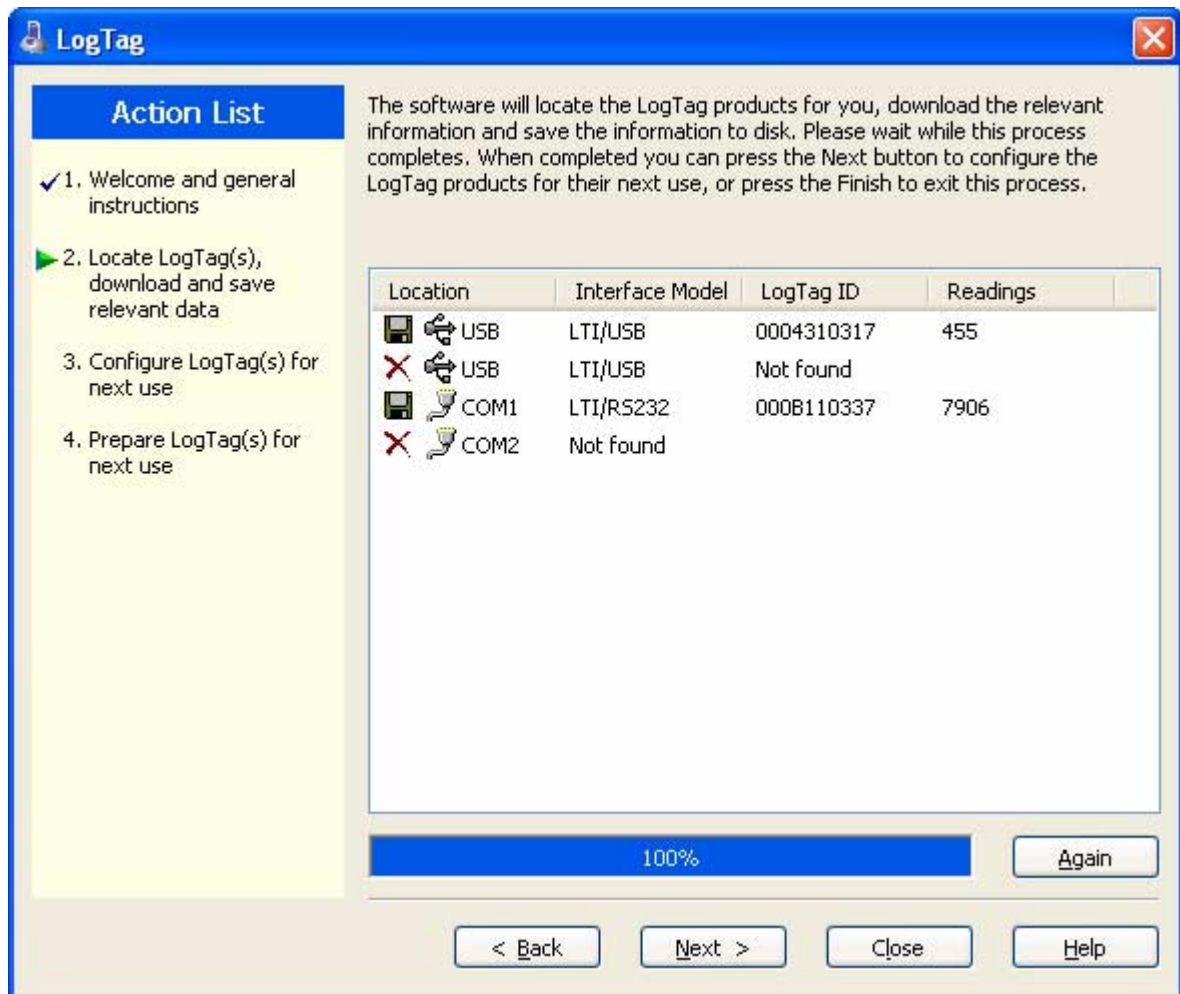 LogTag
Action List
1. Welcome and general
instructions
2. Locate LogTag(s),
download and save
relevant data
3. Configure LogTag(s) for
next use
4. Prepare LogTag(s) for
next use
The software will locate the LogTag products for you, download the relevant
information and save the information to disk. Please wait while this process
completes. When completed you can press the Next button to configure the
LogTag products for their next use, or press the Finish to exit this process.
Location Interface Model LogTag ID Readings
USB LTI/USB 0004310317 455
USB LTI/USB Not found
COM1 LTI/RS232 000B110337 7906
COM2 Not found
100%
Again
< Back Next > Close Help